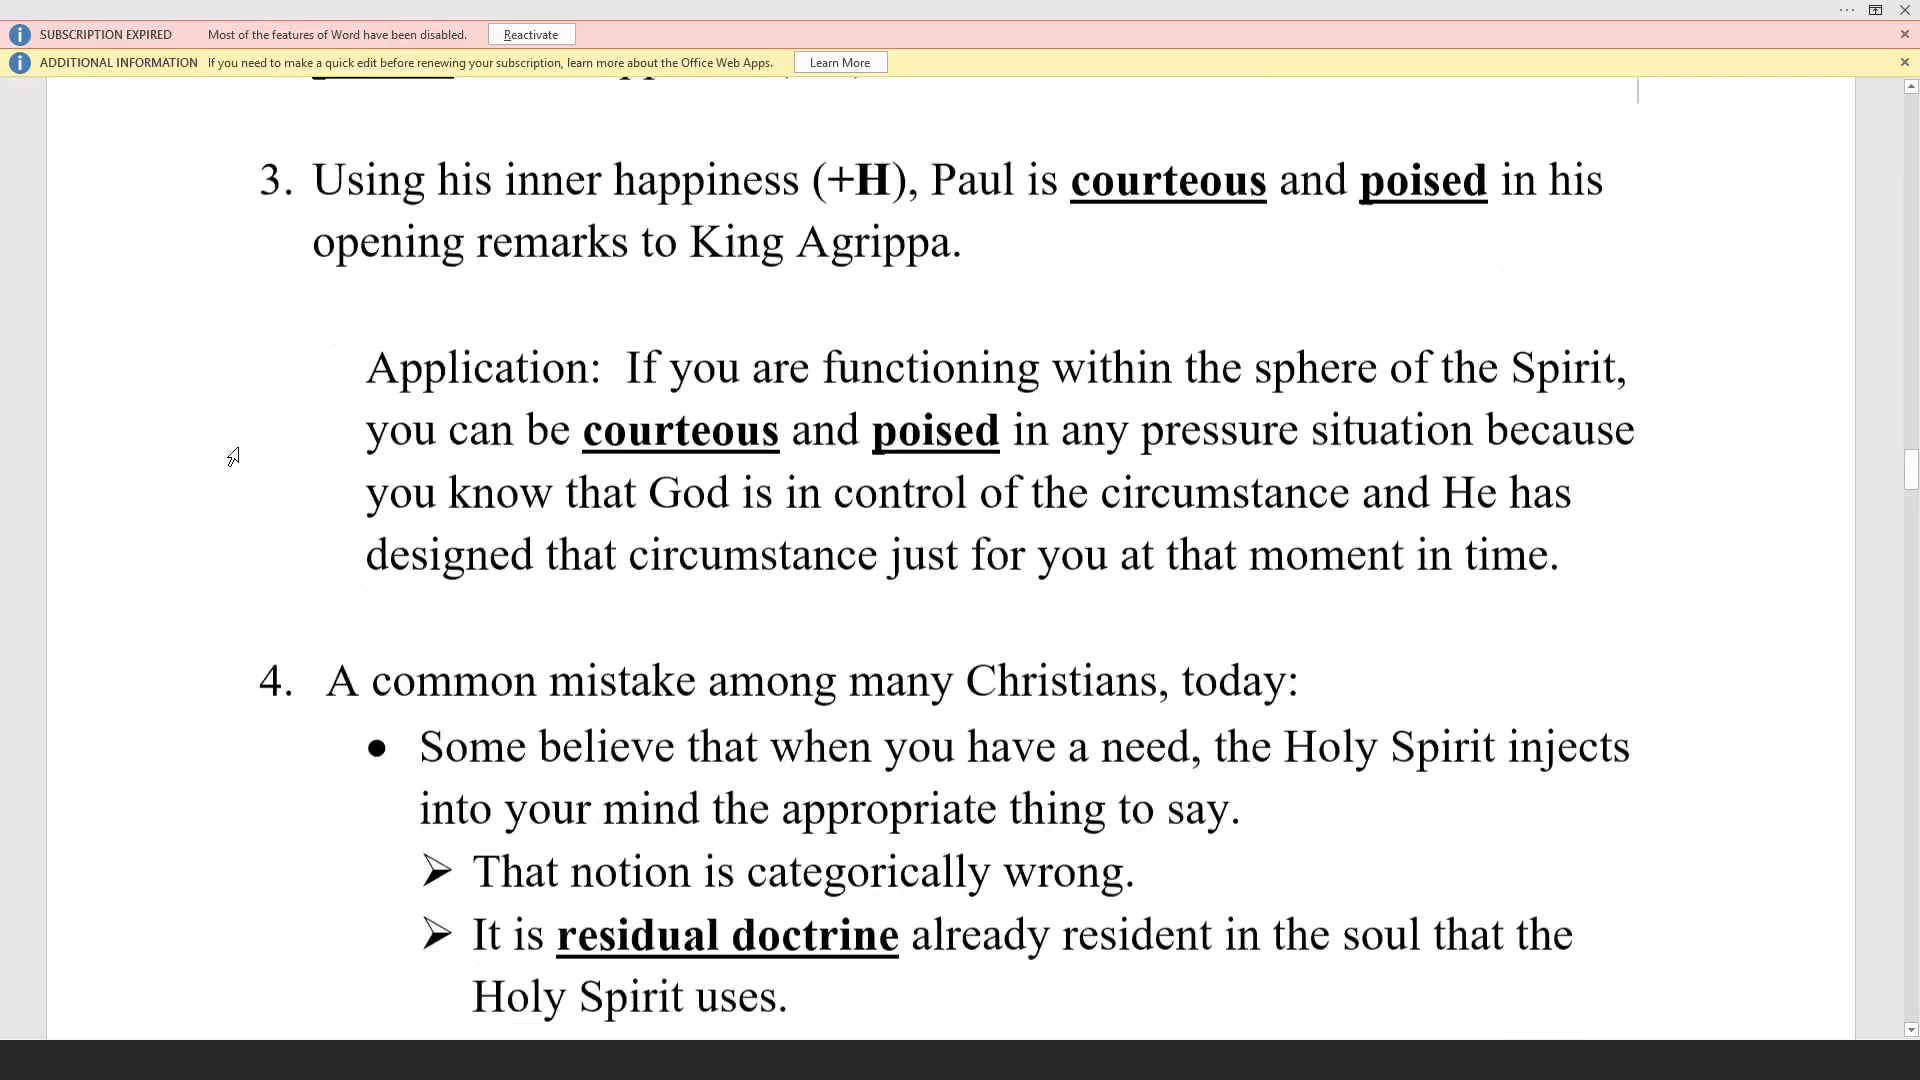 SUBSCRIPTION EXPIRED Most of the features of Word have been disabled. Reactivate
ADDITIONAL INFORMATION If you need to make a quick edit before renewing your subscription, learn more about the Office Web Apps. Learn More
3. Using his inner happiness (+H), Paul is courteous and poised in his
opening remarks to King Agrippa.
Application: If you are functioning within the sphere of the Spirit,
you can be courteous and poised in any pressure situation because
you know that God is in control of the circumstance and He has
designed that circumstance just for you at that moment in time.
4. A common mistake among many Christians, today:
● Some believe that when you have a need, the Holy Spirit injects
into your mind the appropriate thing to say.
➢ That notion is categorically wrong.
➢ It is residual doctrine already resident in the soul that the
Holy Spirit uses.